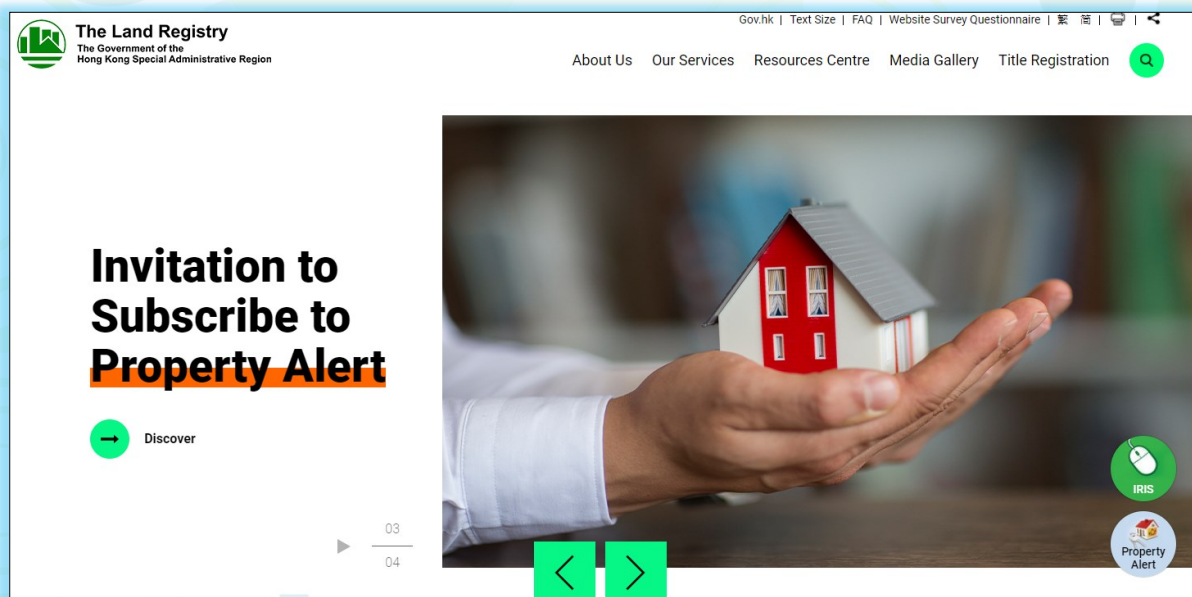 Gov.hk | Text Size | FAQ | Website Survey Questionnaire | 繁 简 |
The Land Registry
The Government of the
Hong Kong Special Administrative Region
About Us Our Services Resources Centre Media Gallery Title Registration
Invitation to
Subscribe to
Property Alert
Discover
03
04
IRIS
Property
Alert